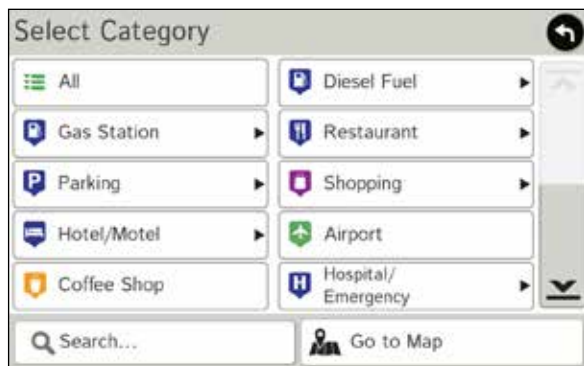 Select Category
All
Diesel Fuel
Gas Station
Restaurant
P Parking
Shopping
Hotel/Motel
Airport
Coffee Shop
H Hospital/
Emergency
Search...
Go to Map